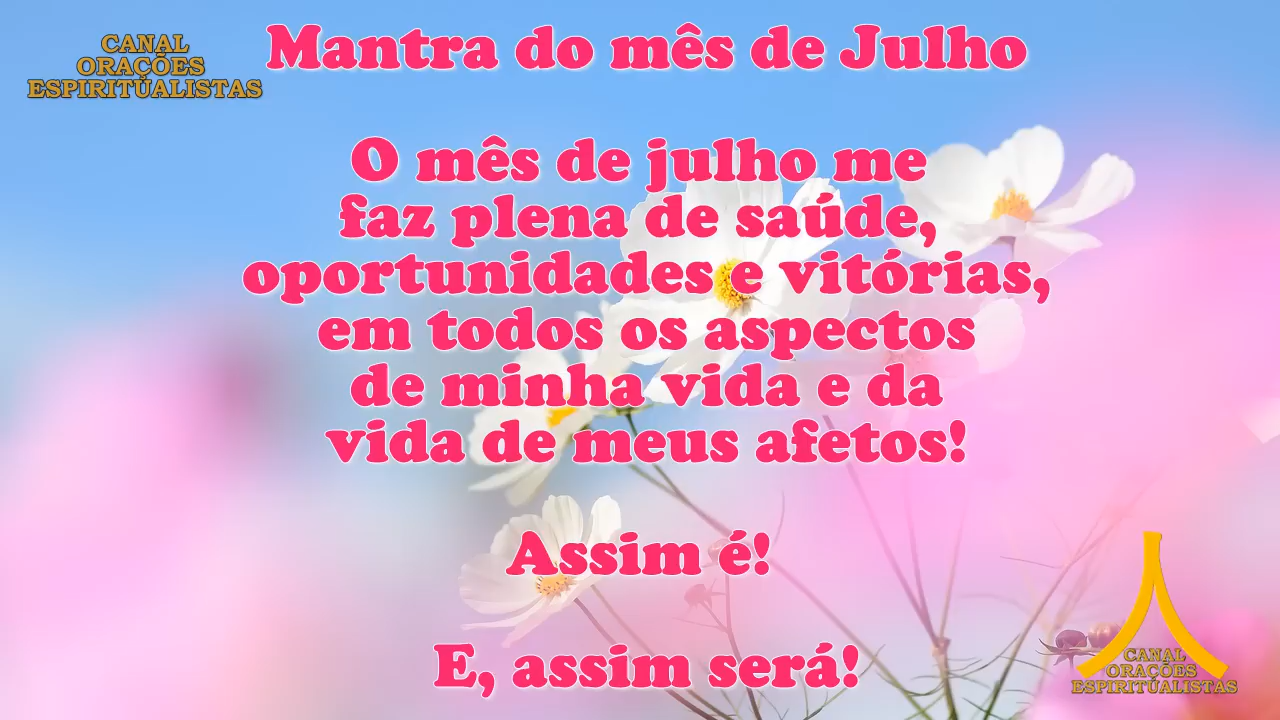 CANAL
ORAÇÕES
ESPIRITUALISTAS
Mantra do mês de Julho
O mês de julho me
faz plena de saúde,
oportunidades e vitórias,
em todos os aspectos
de minha vida e da
vida de meus afetos!
Assim é!
E, assim será!
CANAL
ORAÇÕES
ESPIRITUALISTAS